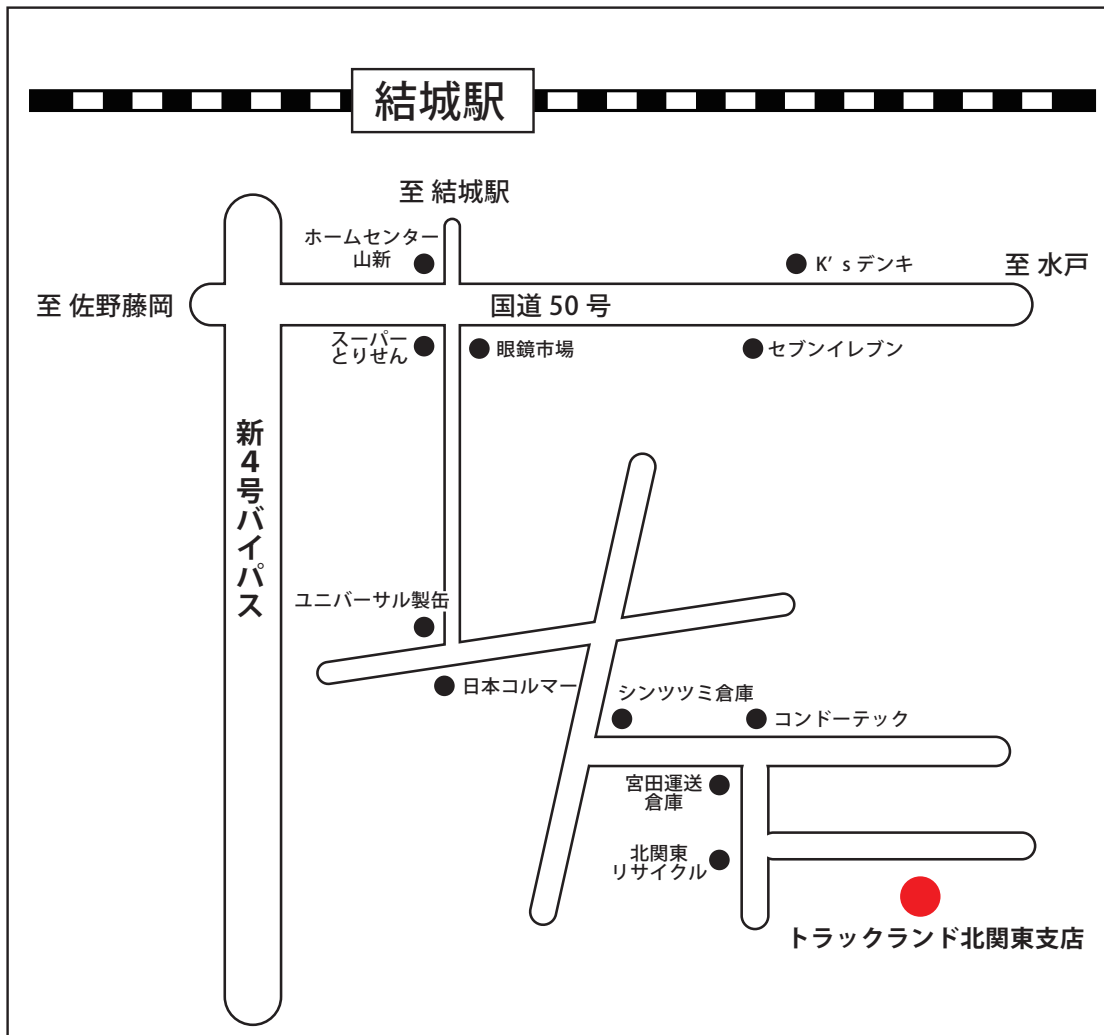 結城駅
至 結城駅
ホームセンター
山新
K’s デンキ
至 水戸
至 佐野藤岡
国道 50 号
スーパー
とりせん
眼鏡市場
セブンイレブン
新4号バイパス
ユニバーサル製缶
日本コルマー
シンツツミ倉庫
コンドーテック
宮田運送
倉庫
北関東
リサイクル
トラックランド北関東支店